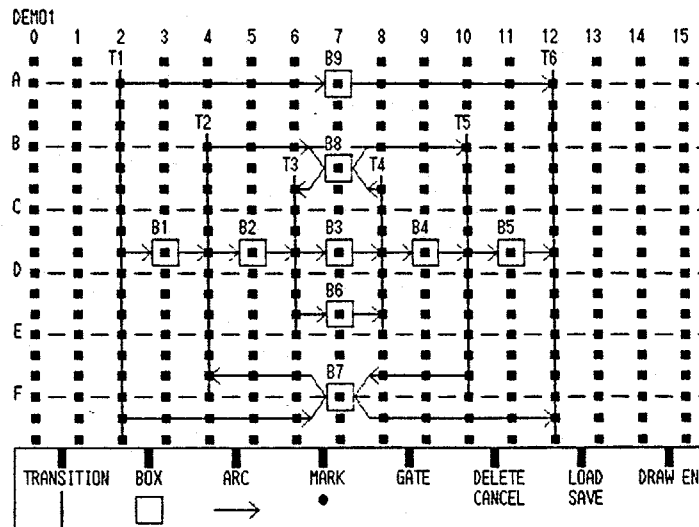 DEMO1
0 1 2 3 4 5 6 7 8 9 10 11 12 13 14 15
T1 B9 T6
A
T2 T5
B B8
T3 T4
C
B1 B2 B3 B4 B5
D
B6
E
B7
F
TRANSITION BOX ARC MARK GATE DELETE LOAD DRAW EN
CANCEL SAVE